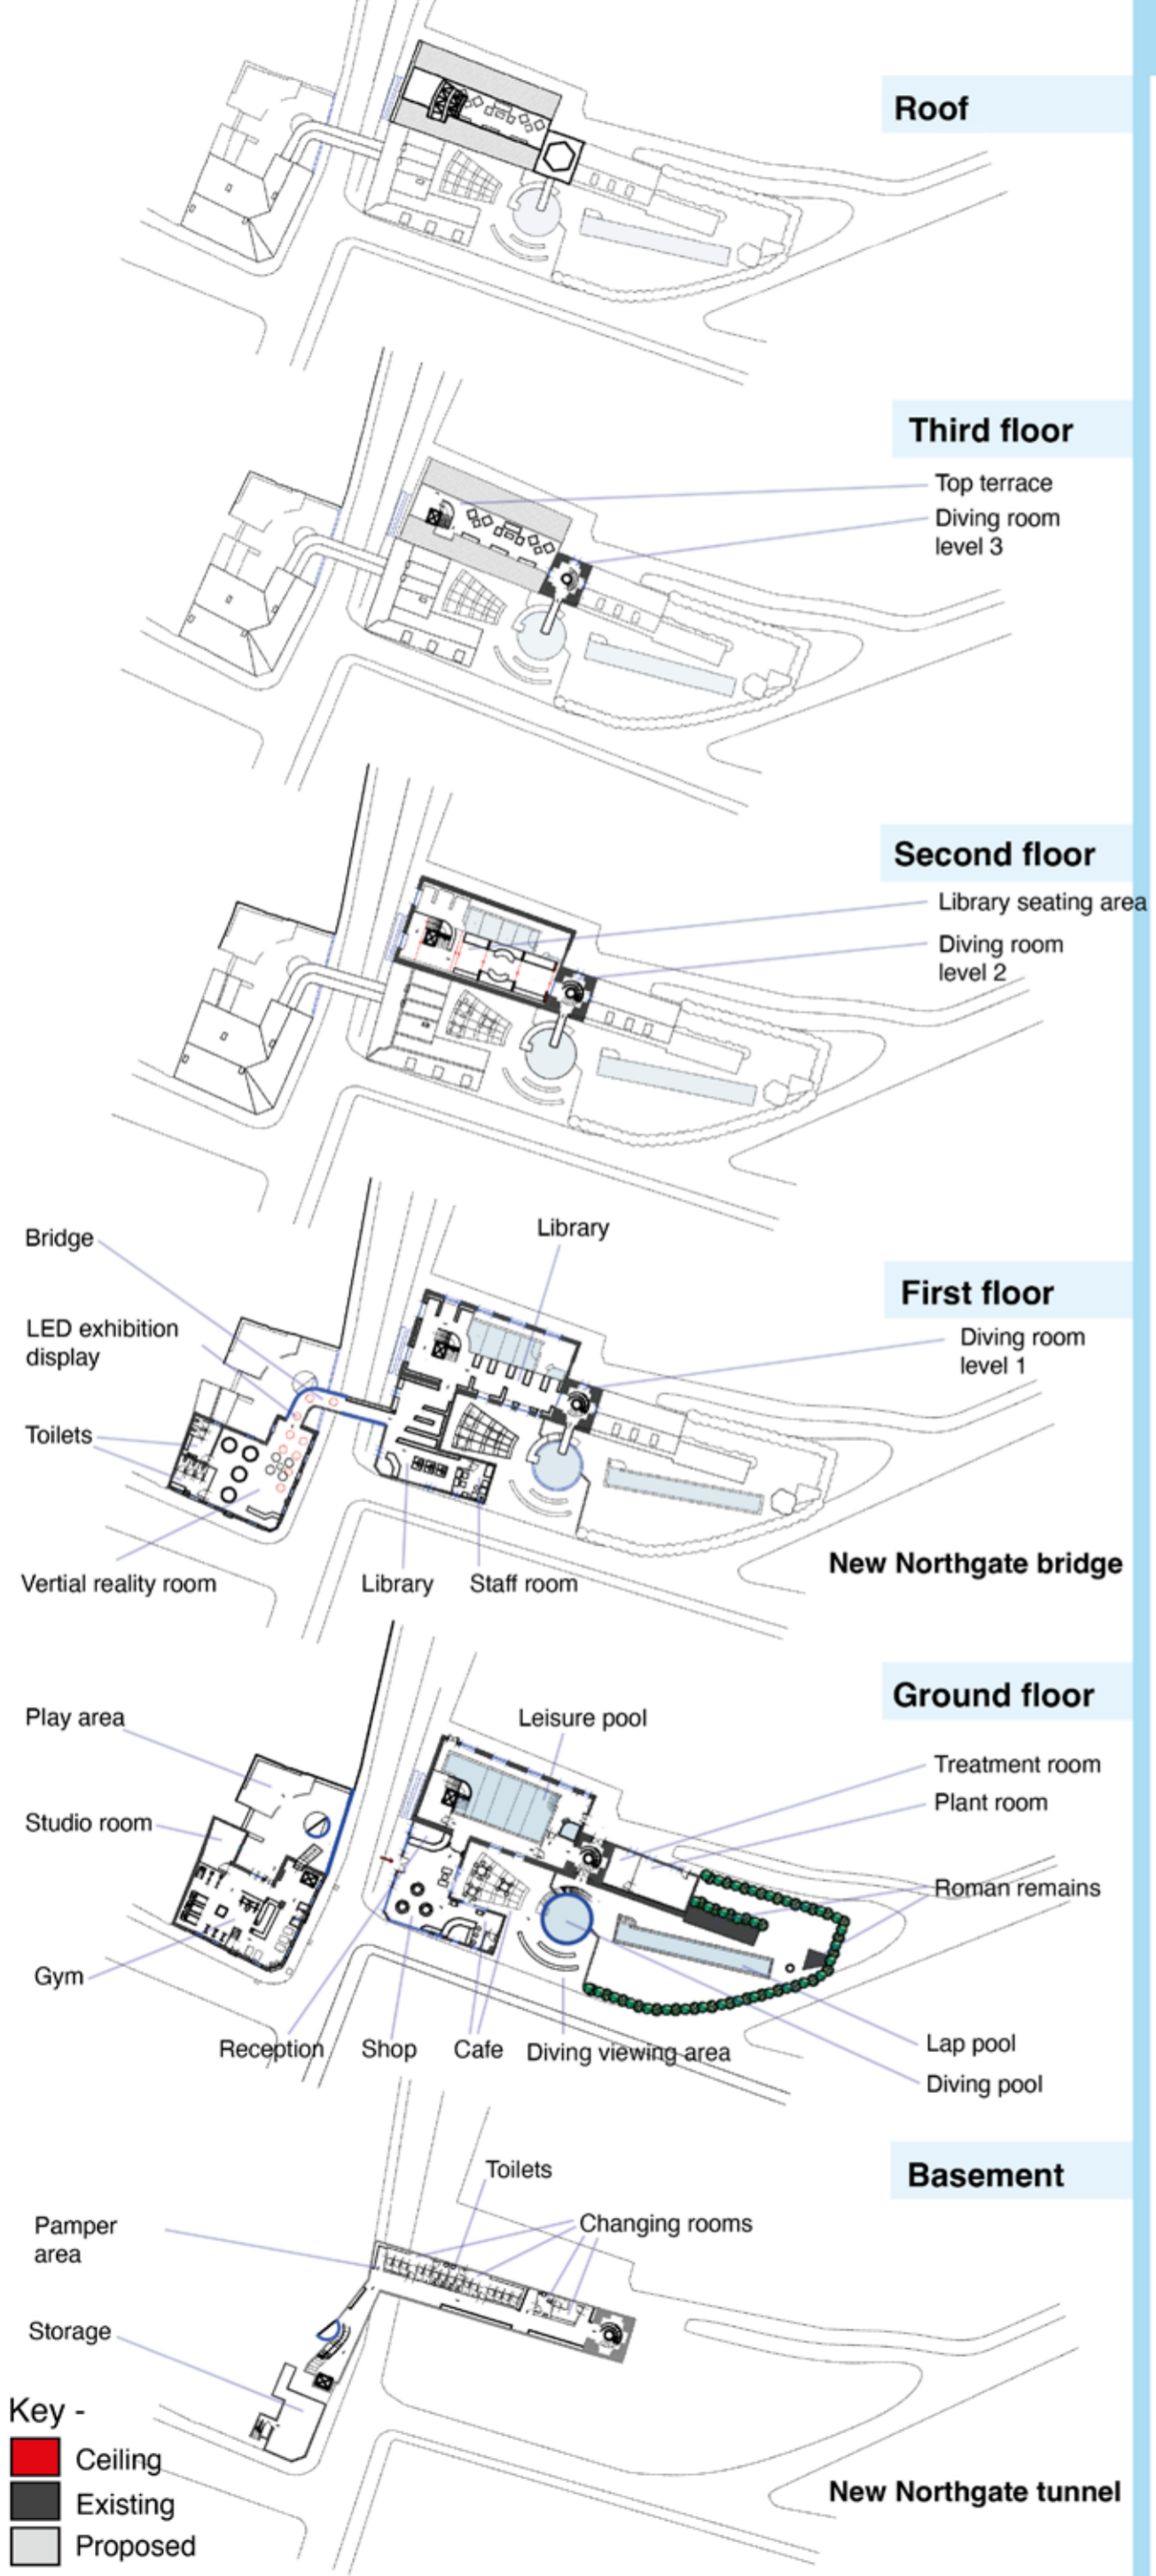 Roof
Third floor
Top terrace
Diving room
level 3
Second floor
Library seating area
Diving room
level 2
Bridge
Library
First floor
LED exhibition
display
Diving room
level 1
Toilets
New Northgate bridge
Vertial reality room
Library
Staff room
Ground floor
Play area
Leisure pool
Treatment room
Studio room
Plant room
Roman remains
Gym
Reception
Shop
Cafe
Diving viewing area
Lap pool
Diving pool
Basement
Toilets
Pamper
area
Changing rooms
Storage
Key -
Ceiling
Existing
Proposed
New Northgate tunnel